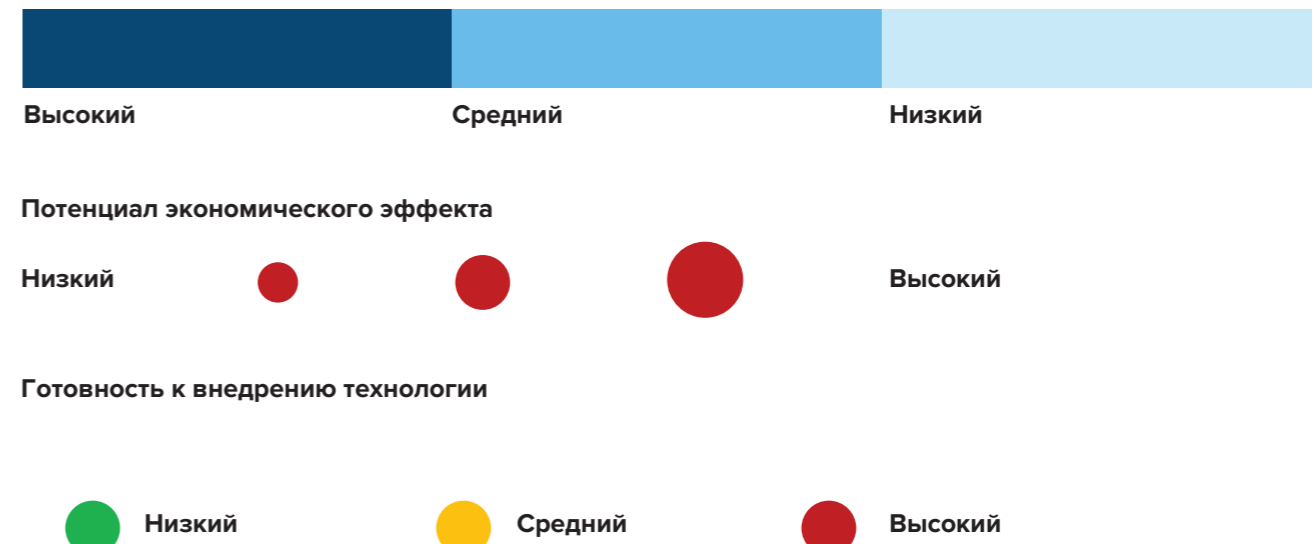 Высокий Средний Низкий
Потенциал экономического эффекта
Низкий Высокий
Готовность к внедрению технологии
Низкий Средний Высокий